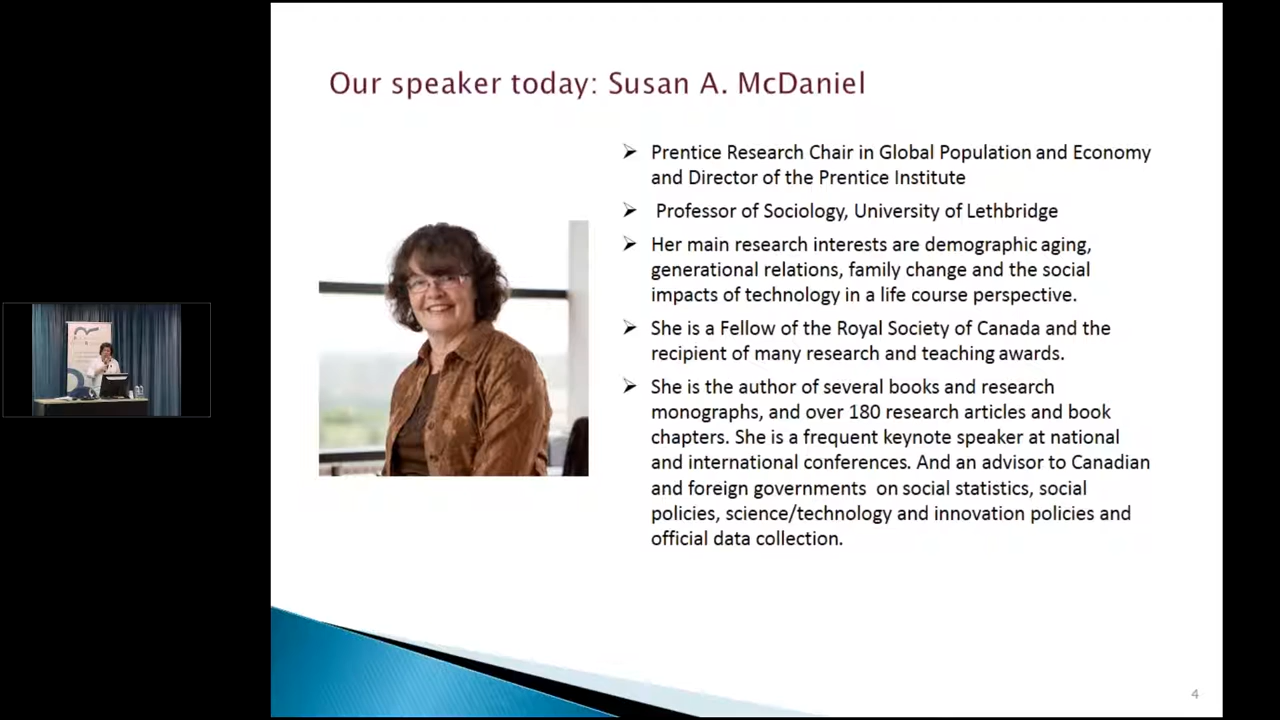 Our speaker today: Susan A. McDaniel
Prentice Research Chair in Global Population and Economy
and Director of the Prentice Institute
Professor of Sociology, University of Lethbridge
Her main research interests are demographic aging,
generational relations, family change and the social
impacts of technology in a life course perspective.
She is a Fellow of the Royal Society of Canada and the
recipient of many research and teaching awards.
She is the author of several books and research
monographs, and over 180 research articles and book
chapters. She is a frequent keynote speaker at national
and international conferences. And an advisor to Canadian
and foreign governments on social statistics, social
policies, science/technology and innovation policies and
official data collection.
4